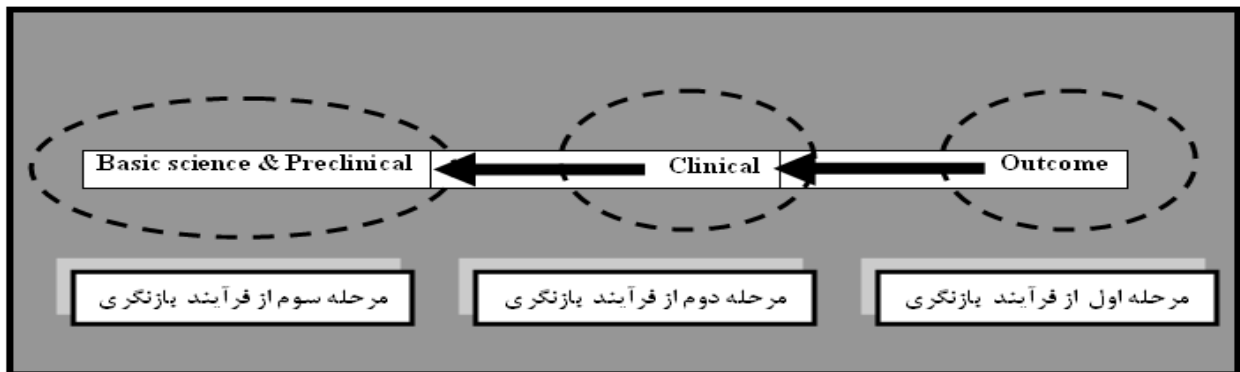 Basic science & Preclinical Clinical Outcome
مرحله اول از فرآیند بازنگری
مرحله دوم از فرآیند بازنگری
مرحله سوم از فرآیند بازنگری